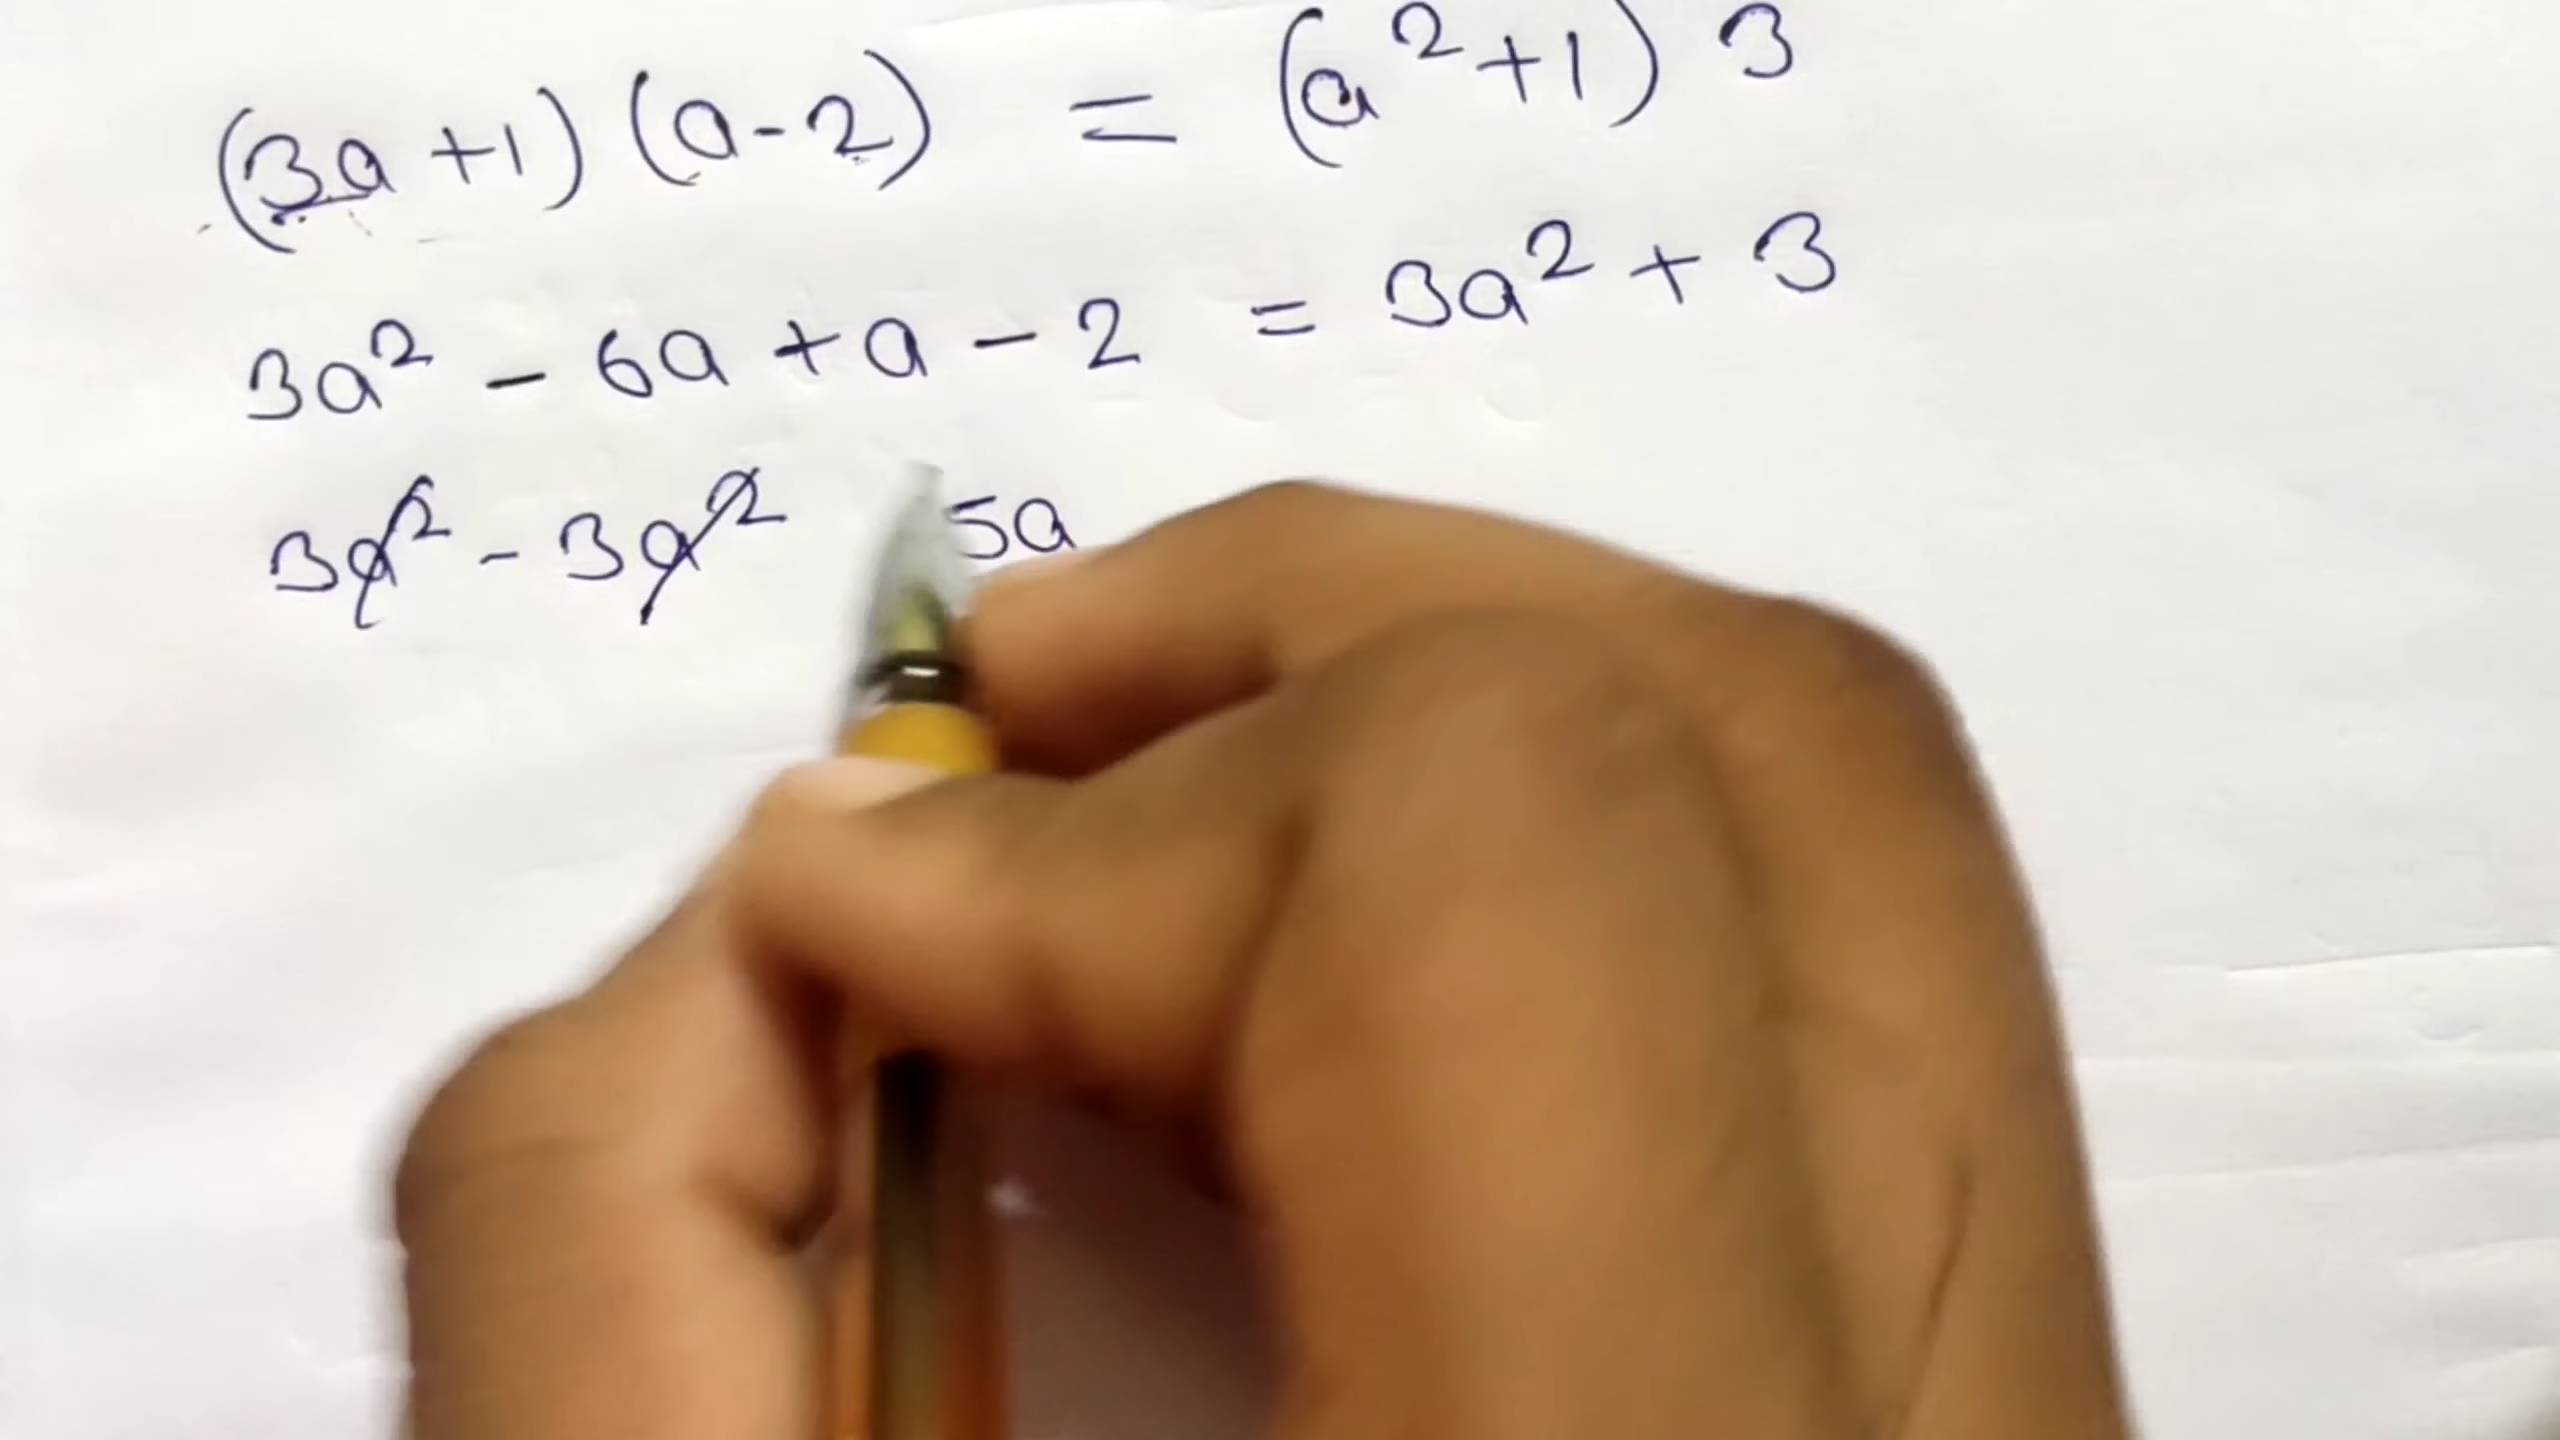 (3a+1)(a-2) = (a²+1) 3
3a² - 6a + a - 2 = 3a² + 3
3a² - 3a² 5a